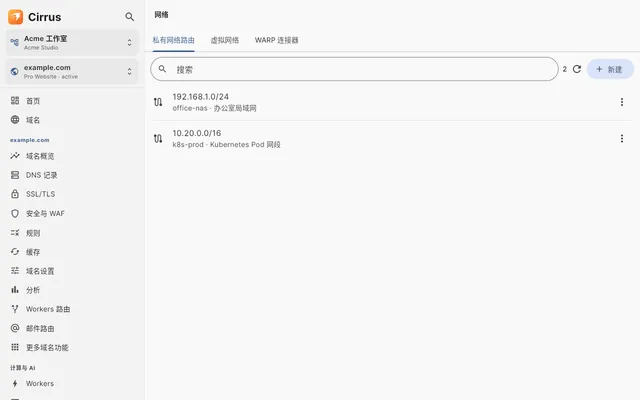 Cirrus
Acme 工作室
Acme Studio
example.com
Pro Website · active
首页
域名
example.com
域名概览
DNS 记录
SSL/TLS
安全与 WAF
规则
缓存
域名设置
分析
Workers 路由
邮件路由
更多域名功能
计算与 AI
Workers
网络
私有网络路由
虚拟网络
WARP 连接器
搜索
2
新建
192.168.1.0/24
office-nas · 办公室局域网
10.20.0.0/16
k8s-prod · Kubernetes Pod 网段